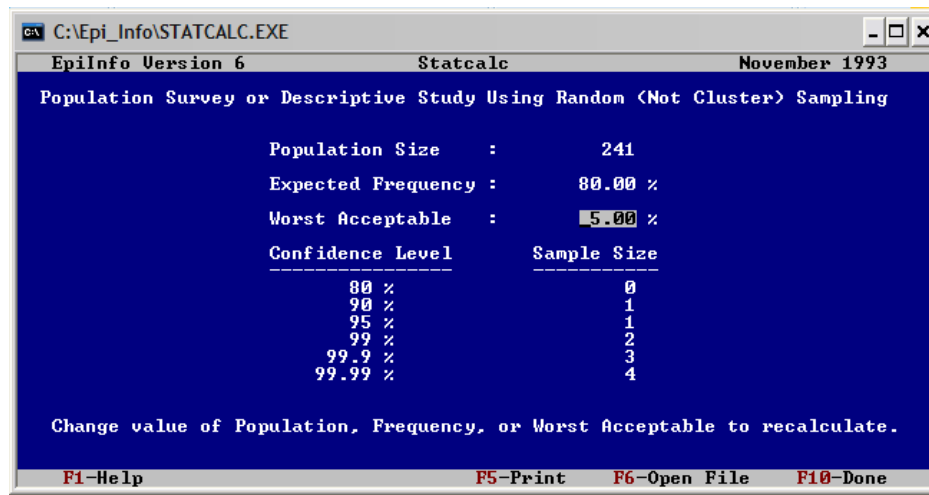 C:\Epi_Info\STATCALC.EXE
EpiInfo Version 6 Statcalc November 1993
Population Survey or Descriptive Study Using Random (Not Cluster) Sampling
Population Size : 241
Expected Frequency : 80.00 %
Worst Acceptable : 5.00 %
Confidence Level Sample Size
80 % 0
90 % 1
95 % 1
99 % 2
99.9 % 3
99.99 % 4
Change value of Population, Frequency, or Worst Acceptable to recalculate.
F1-Help F5-Print F6-Open File F10-Done